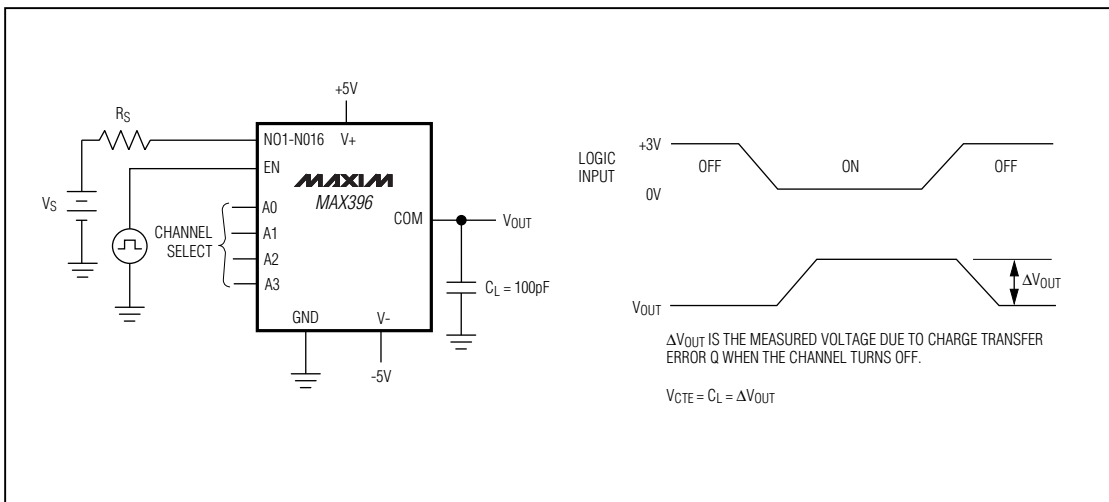 +5V
RS
NO1-N016 V+
EN
MAXIM
MAX396
VS
A0
COM
VOUT
CHANNEL
SELECT
A1
A2
A3
CL = 100pF
GND
V-
-5V
LOGIC
INPUT
+3V
0V
OFF
ON
OFF
VOUT
ΔVOUT
ΔVOUT IS THE MEASURED VOLTAGE DUE TO CHARGE TRANSFER
ERROR Q WHEN THE CHANNEL TURNS OFF.
VCTE = CL = ΔVOUT